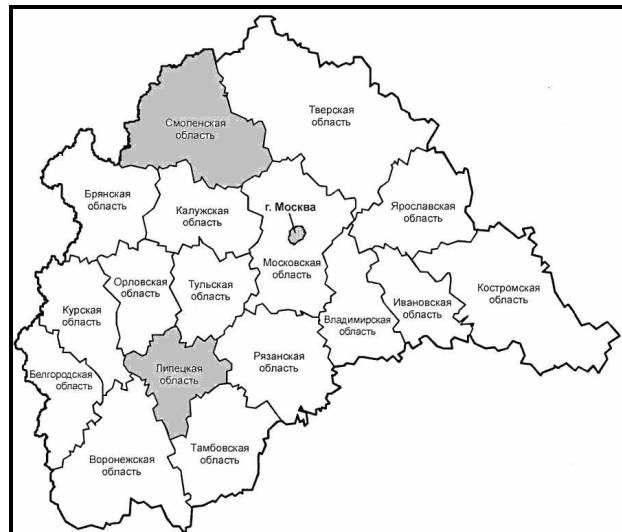 Смоленская
область
Тверская
область
Брянская
область
Калужская
область
г. Москва
Ярославская
область
Московская
область
Орловская
область
Тульская
область
Курская
область
Владимирская
область
Ивановская
область
Костромская
область
Белгородская
область
Липецкая
область
Рязанская
область
Воронежская
область
Тамбовская
область